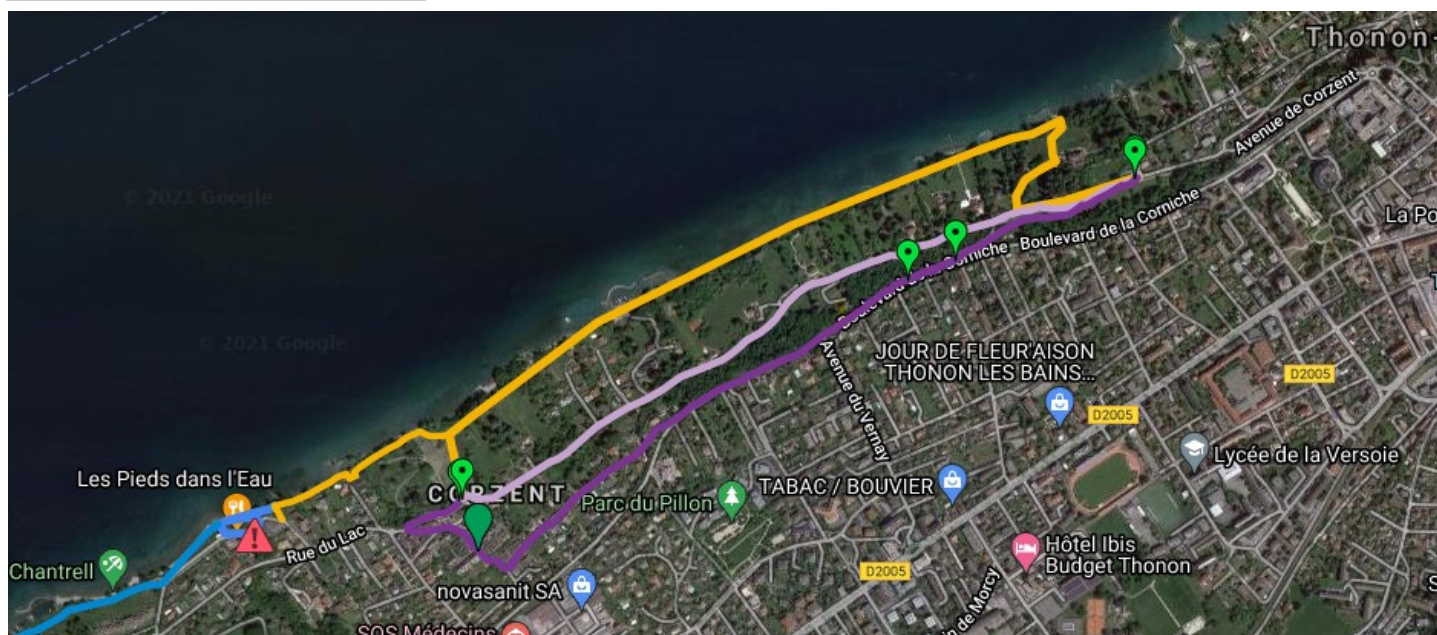 Thonon-
Avenue de Corzent
© 2021 Google
La Po
Boulevard de la Corniche
Boulevard de la Corniche
© 2021 Google
Avenue du Vernay
JOUR DE FLEUR'AISON
THONON LES BAINS...
D2005
D2005
Lycée de la Versoie
Les Pieds dans l'Eau
CORZENT
Parc du Pillon
TABAC / BOUVIER
Rue du Lac
Chantrell
Hôtel Ibis
Budget Thonon
D2005
novasanit SA
in de Morcy
SOS Médecins